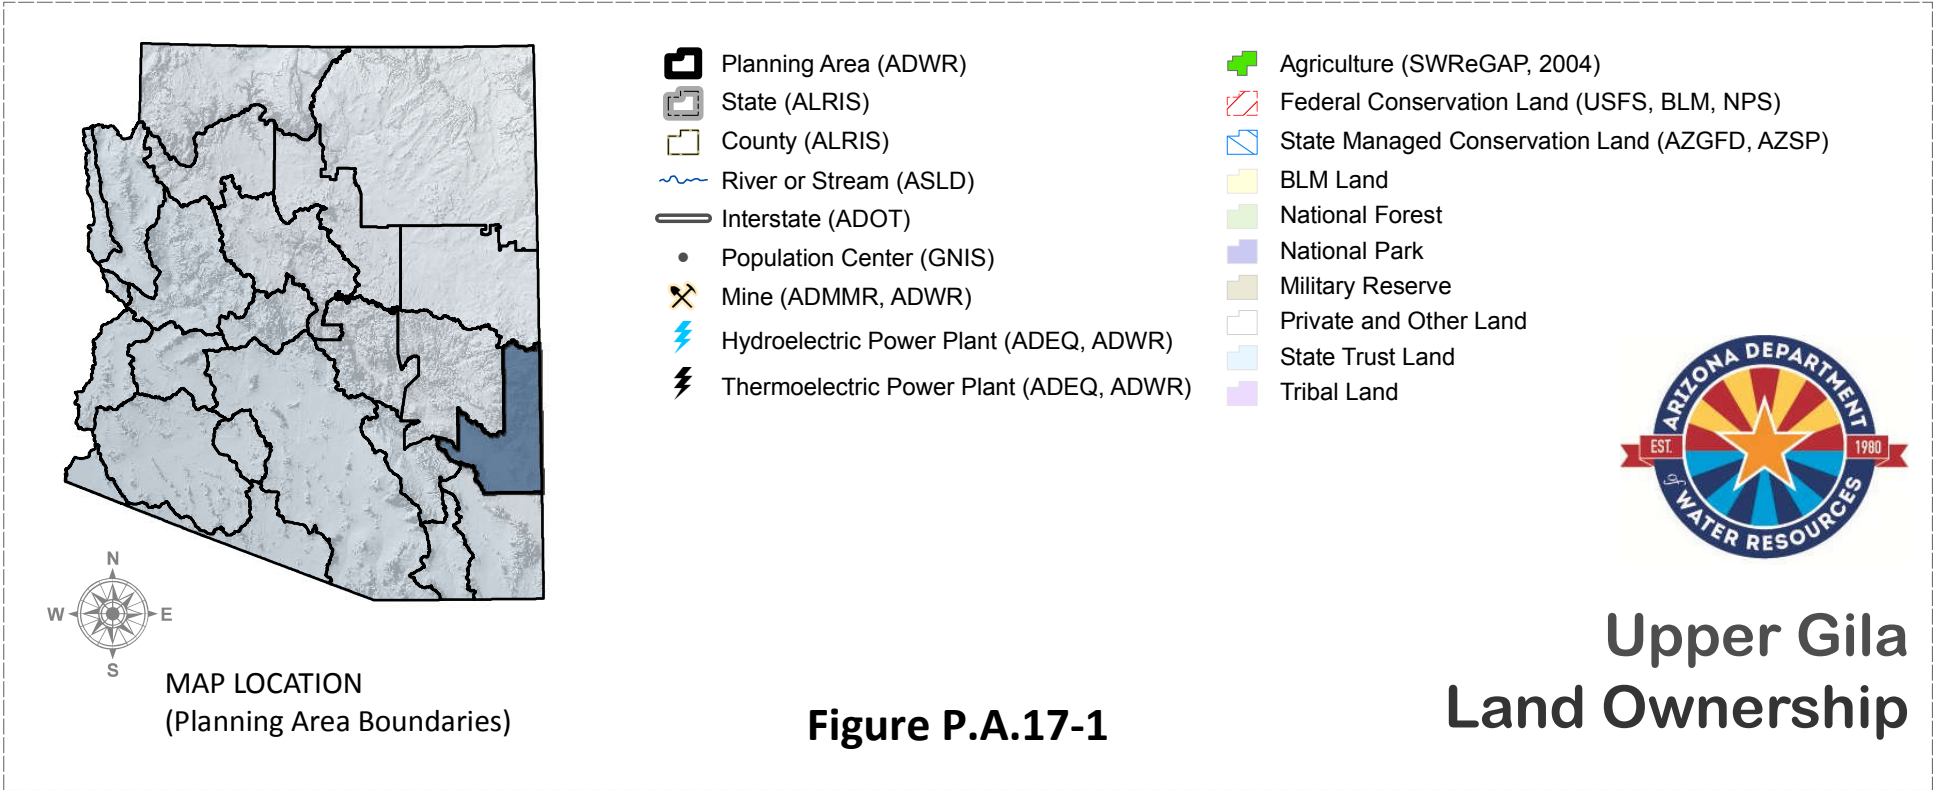 Planning Area (ADWR)
State (ALRIS)
County (ALRIS)
River or Stream (ASLD)
Interstate (ADOT)
Population Center (GNIS)
Mine (ADMMR, ADWR)
Hydroelectric Power Plant (ADEQ, ADWR)
Thermoelectric Power Plant (ADEQ, ADWR)
Agriculture (SWReGAP, 2004)
Federal Conservation Land (USFS, BLM, NPS)
State Managed Conservation Land (AZGFD, AZSP)
BLM Land
National Forest
National Park
Military Reserve
Private and Other Land
State Trust Land
Tribal Land
ARIZONA DEPARTMENT
EST. 1980
of WATER RESOURCES
N
W E
S
MAP LOCATION
(Planning Area Boundaries)
Figure P.A.17-1
Upper Gila
Land Ownership